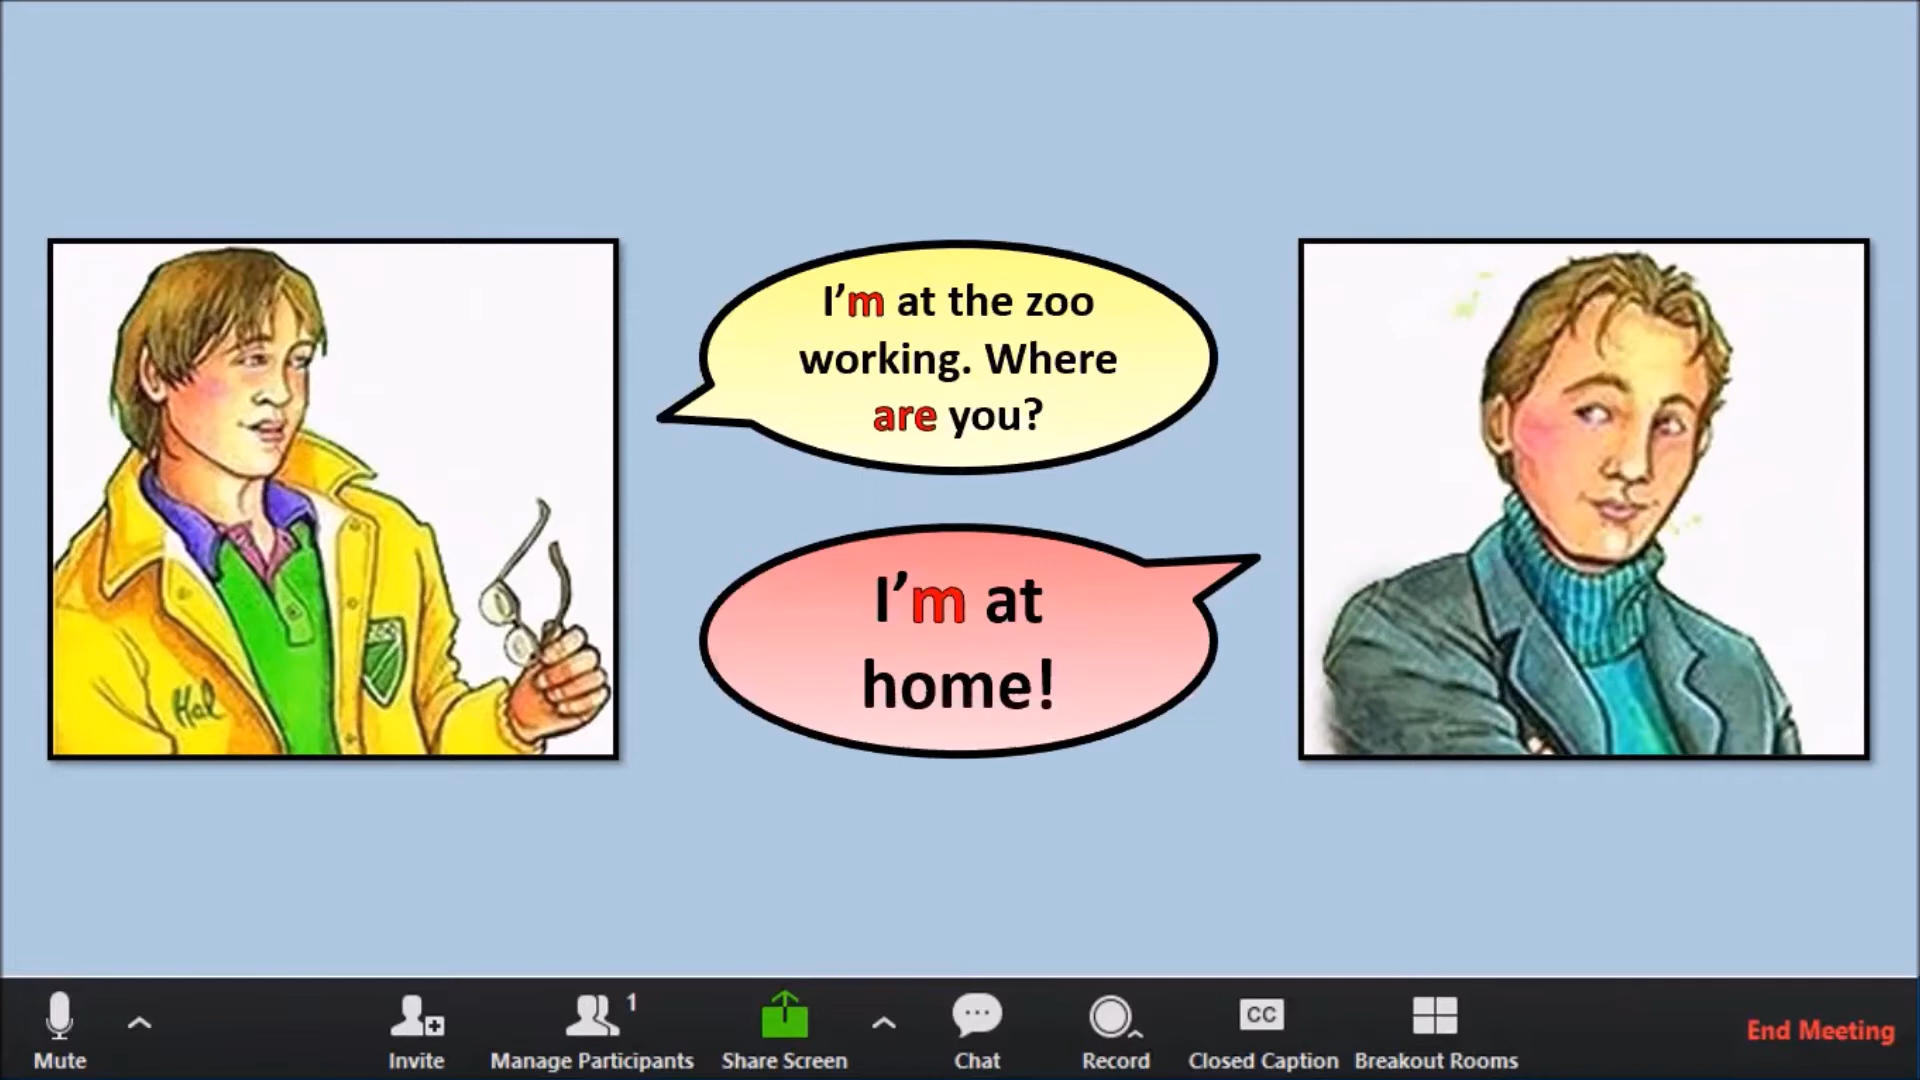 I'm at the zoo
working. Where
are you?
I'm at
home!
Hal
Mute
Invite
Manage Participants
1
Share Screen
Chat
Record
CC
Closed Caption
Breakout Rooms
End Meeting